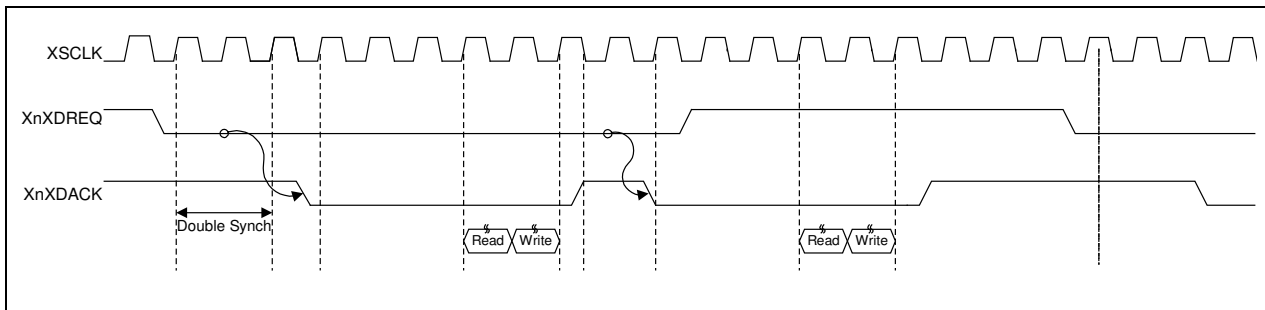 XSCLK
XnXDREQ
XnXDACK
Double Synch
Read Write Read Write